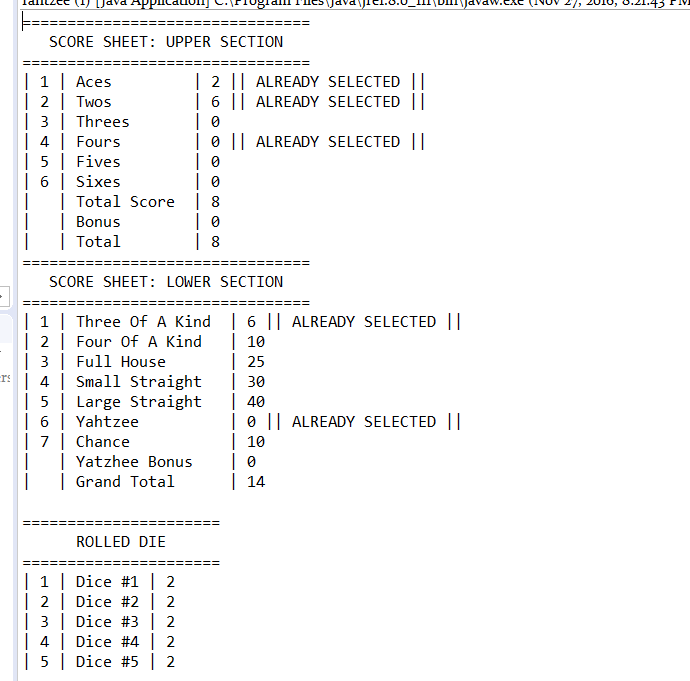 Yahtzee (1) [Java Application] C:\Program Files\Java\jre1.8.0_111\bin\javaw.exe (Nov 27, 2016, 8:21:43 PM
================================
SCORE SHEET: UPPER SECTION
================================
| 1 | Aces | 2 || ALREADY SELECTED ||
| 2 | Twos | 6 || ALREADY SELECTED ||
| 3 | Threes | 0
| 4 | Fours | 0 || ALREADY SELECTED ||
| 5 | Fives | 0
| 6 | Sixes | 0
| | Total Score | 8
| | Bonus | 0
| | Total | 8
================================
SCORE SHEET: LOWER SECTION
================================
| 1 | Three Of A Kind | 6 || ALREADY SELECTED ||
| 2 | Four Of A Kind | 10
| 3 | Full House | 25
| 4 | Small Straight | 30
| 5 | Large Straight | 40
| 6 | Yahtzee | 0 || ALREADY SELECTED ||
| 7 | Chance | 10
| | Yatzhee Bonus | 0
| | Grand Total | 14
======================
ROLLED DIE
======================
| 1 | Dice #1 | 2
| 2 | Dice #2 | 2
| 3 | Dice #3 | 2
| 4 | Dice #4 | 2
| 5 | Dice #5 | 2